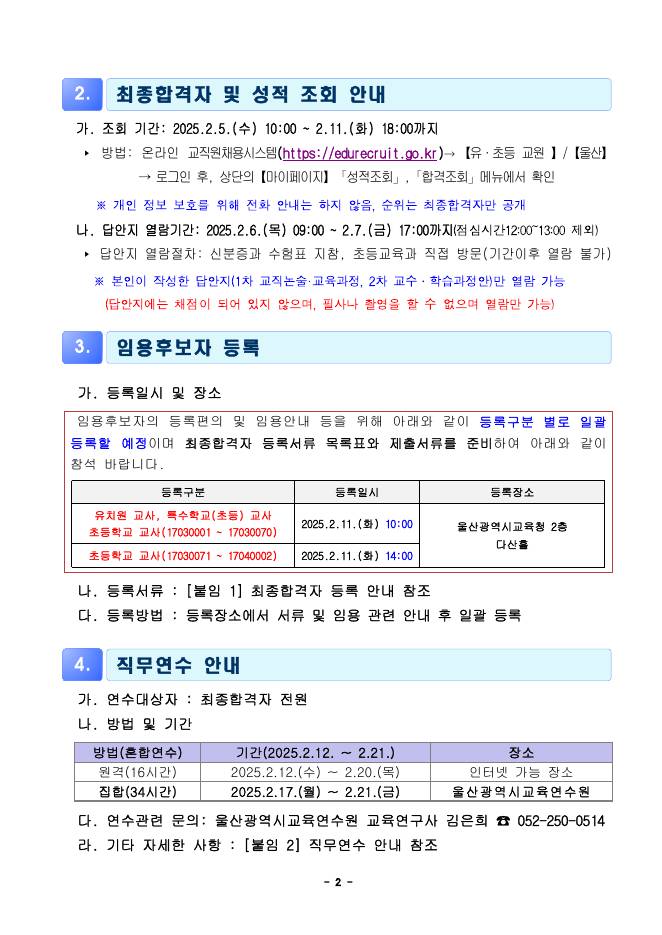 2. 최종합격자 및 성적 조회 안내
가. 조회 기간: 2025.2.5.(수) 10:00 ~ 2.11.(화) 18:00까지
‣ 방법: 온라인 교직원채용시스템(https://edurecruit.go.kr)→ 【유·초등 교원 】/【울산】
→ 로그인 후, 상단의【마이페이지】「성적조회」,「합격조회」메뉴에서 확인
※ 개인 정보 보호를 위해 전화 안내는 하지 않음, 순위는 최종합격자만 공개
나. 답안지 열람기간: 2025.2.6.(목) 09:00 ~ 2.7.(금) 17:00까지(점심시간12:00~13:00 제외)
‣ 답안지 열람절차: 신분증과 수험표 지참, 초등교육과 직접 방문(기간이후 열람 불가)
※ 본인이 작성한 답안지(1차 교직논술·교육과정, 2차 교수·학습과정안)만 열람 가능
(답안지에는 채점이 되어 있지 않으며, 필사나 촬영을 할 수 없으며 열람만 가능)
3. 임용후보자 등록
가. 등록일시 및 장소
임용후보자의 등록편의 및 임용안내 등을 위해 아래와 같이 등록구분 별로 일괄
등록할 예정이며 최종합격자 등록서류 목록표와 제출서류를 준비하여 아래와 같이
참석 바랍니다.
등록구분 등록일시 등록장소
유치원 교사, 특수학교(초등) 교사
초등학교 교사(17030001 ~ 17030070)
2025.2.11.(화) 10:00
울산광역시교육청 2층
다산홀
초등학교 교사(17030071 ~ 17040002) 2025.2.11.(화) 14:00
나. 등록서류 : [붙임 1] 최종합격자 등록 안내 참조
다. 등록방법 : 등록장소에서 서류 및 임용 관련 안내 후 일괄 등록
4. 직무연수 안내
가. 연수대상자 : 최종합격자 전원
나. 방법 및 기간
방법(혼합연수) 기간(2025.2.12. ~ 2.21.) 장소
원격(16시간) 2025.2.12.(수) ~ 2.20.(목) 인터넷 가능 장소
집합(34시간) 2025.2.17.(월) ~ 2.21.(금) 울산광역시교육연수원
다. 연수관련 문의: 울산광역시교육연수원 교육연구사 김은희 ☎ 052-250-0514
라. 기타 자세한 사항 : [붙임 2] 직무연수 안내 참조
- 2 -